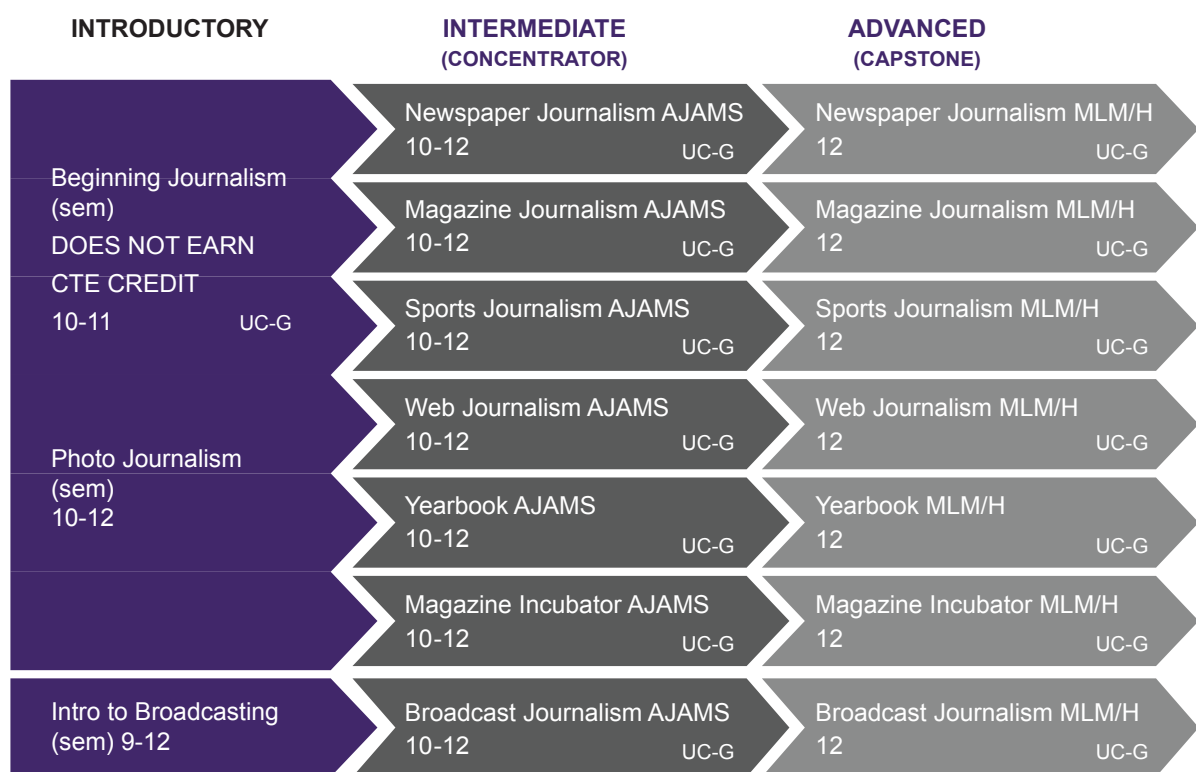 INTRODUCTORY
INTERMEDIATE
(CONCENTRATOR)
ADVANCED
(CAPSTONE)
Beginning Journalism
(sem)
DOES NOT EARN
CTE CREDIT
10-11 UC-G
Photo Journalism
(sem)
10-12
Newspaper Journalism AJAMS
10-12 UC-G
Newspaper Journalism MLM/H
12 UC-G
Magazine Journalism AJAMS
10-12 UC-G
Magazine Journalism MLM/H
12 UC-G
Sports Journalism AJAMS
10-12 UC-G
Sports Journalism MLM/H
12 UC-G
Web Journalism AJAMS
10-12 UC-G
Web Journalism MLM/H
12 UC-G
Yearbook AJAMS
10-12 UC-G
Yearbook MLM/H
12 UC-G
Magazine Incubator AJAMS
10-12 UC-G
Magazine Incubator MLM/H
12 UC-G
Intro to Broadcasting
(sem) 9-12
Broadcast Journalism AJAMS
10-12 UC-G
Broadcast Journalism MLM/H
12 UC-G